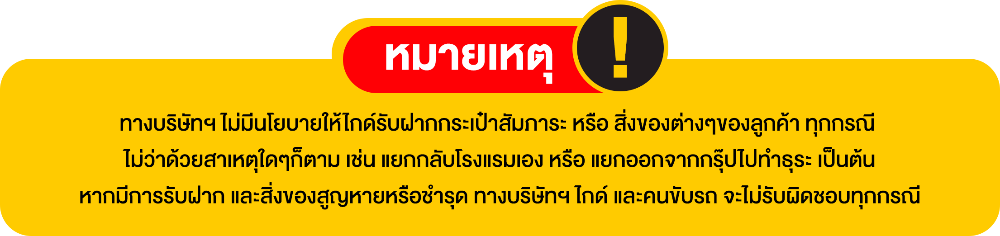 หมายเหตุ !
ทางบริษัทฯ ไม่มีนโยบายให้ไกด์รับฝากกระเป๋าสัมภาระ หรือ สิ่งของต่างๆของลูกค้า ทุกกรณี
ไม่ว่าด้วยสาเหตุใดๆก็ตาม เช่น แยกกลับโรงแรมเอง หรือ แยกออกจากกรุ๊ปไปทำธุระ เป็นต้น
หากมีการรับฝาก และสิ่งของสูญหายหรือชำรุด ทางบริษัทฯ ไกด์ และคนขับรถ จะไม่รับผิดชอบทุกกรณี